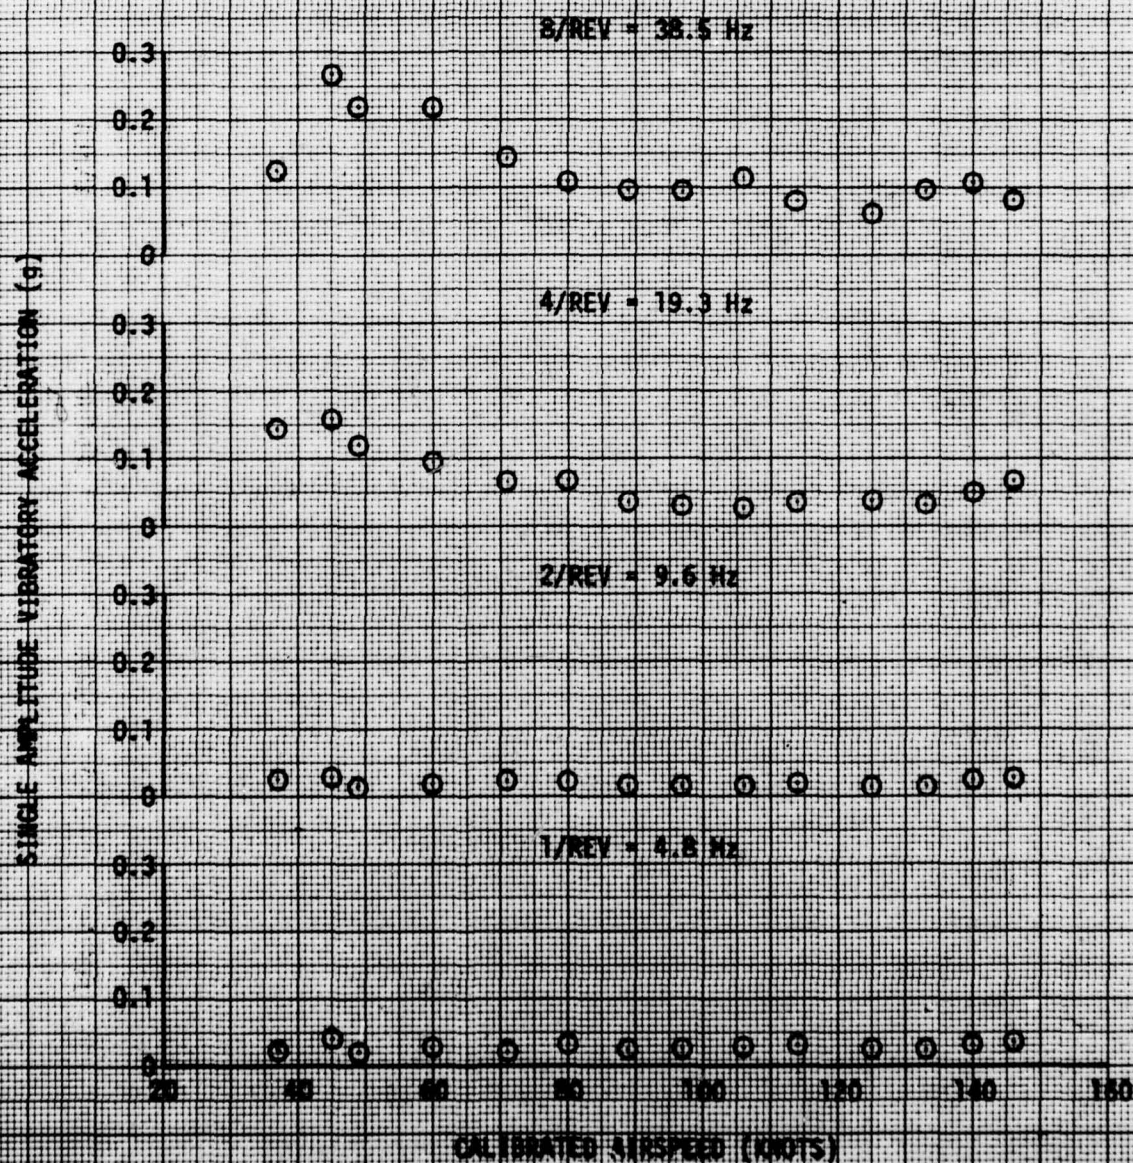 8/REV = 38.5 Hz
0.3
0.2
0.1
0
4/REV = 19.3 Hz
0.3
0.2
0.1
0
SINGLE AMPLITUDE VIBRATORY ACCELERATION (g)
2/REV = 9.6 Hz
0.3
0.2
0.1
0
1/REV = 4.8 Hz
0.3
0.2
0.1
0
20 40 60 80 100 120 140 160
CALIBRATED AIRSPEED (KNOTS)